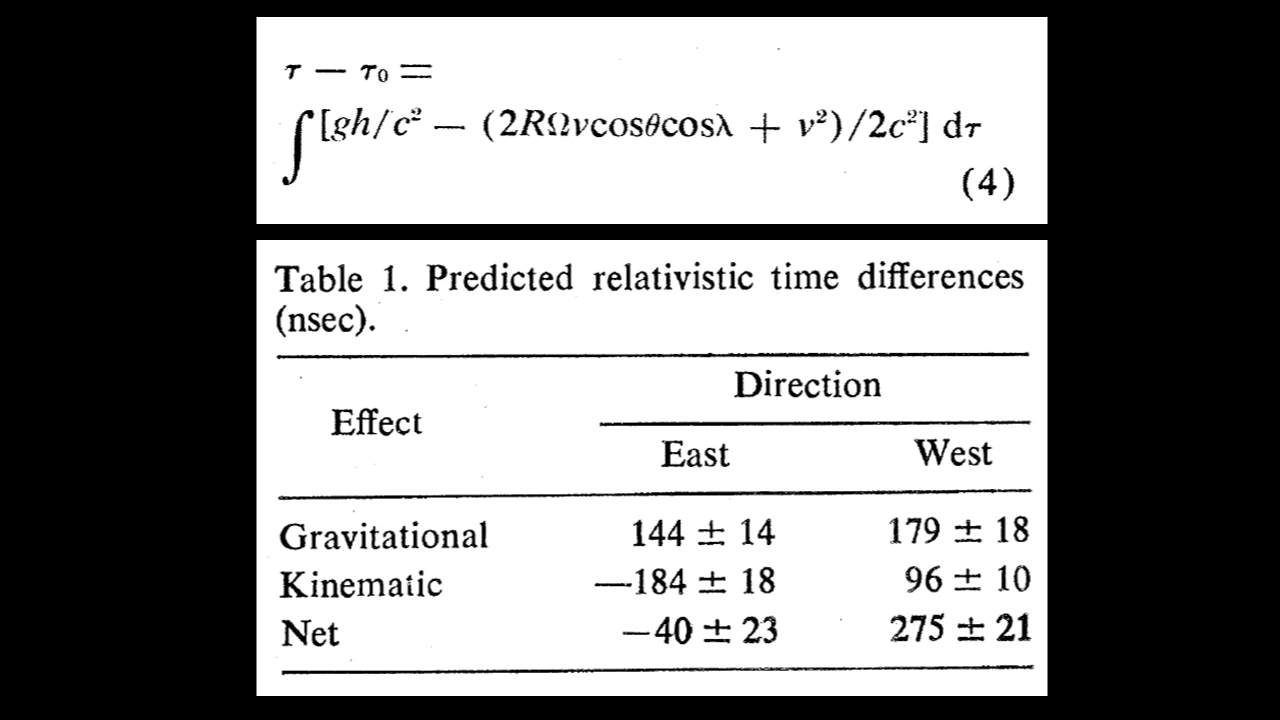 τ — τ₀ =
∫ [gh/c² — (2RΩvcosθcosλ + v²)/2c²] dτ
(4)
Table 1. Predicted relativistic time differences
(nsec).
Direction
Effect
East West
Gravitational 144 ± 14 179 ± 18
Kinematic —184 ± 18 96 ± 10
Net —40 ± 23 275 ± 21